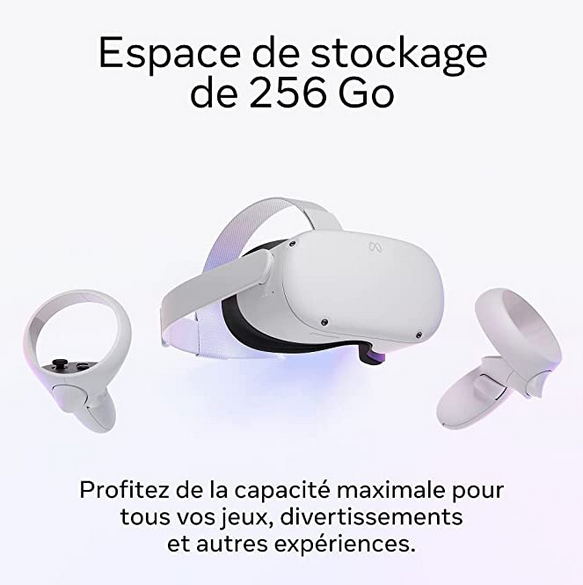 Espace de stockage
de 256 Go
Profitez de la capacité maximale pour
tous vos jeux, divertissements
et autres expériences.